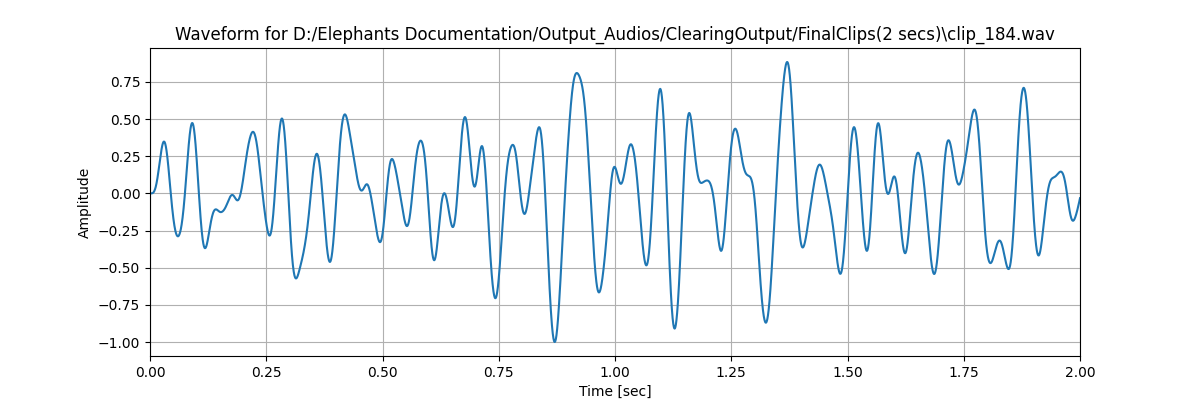 Waveform for D:/Elephants Documentation/Output_Audios/ClearingOutput/FinalClips(2 secs)\clip_184.wav
Amplitude
0.75
0.50
0.25
0.00
−0.25
−0.50
−0.75
−1.00
0.00 0.25 0.50 0.75 1.00 1.25 1.50 1.75 2.00
Time [sec]